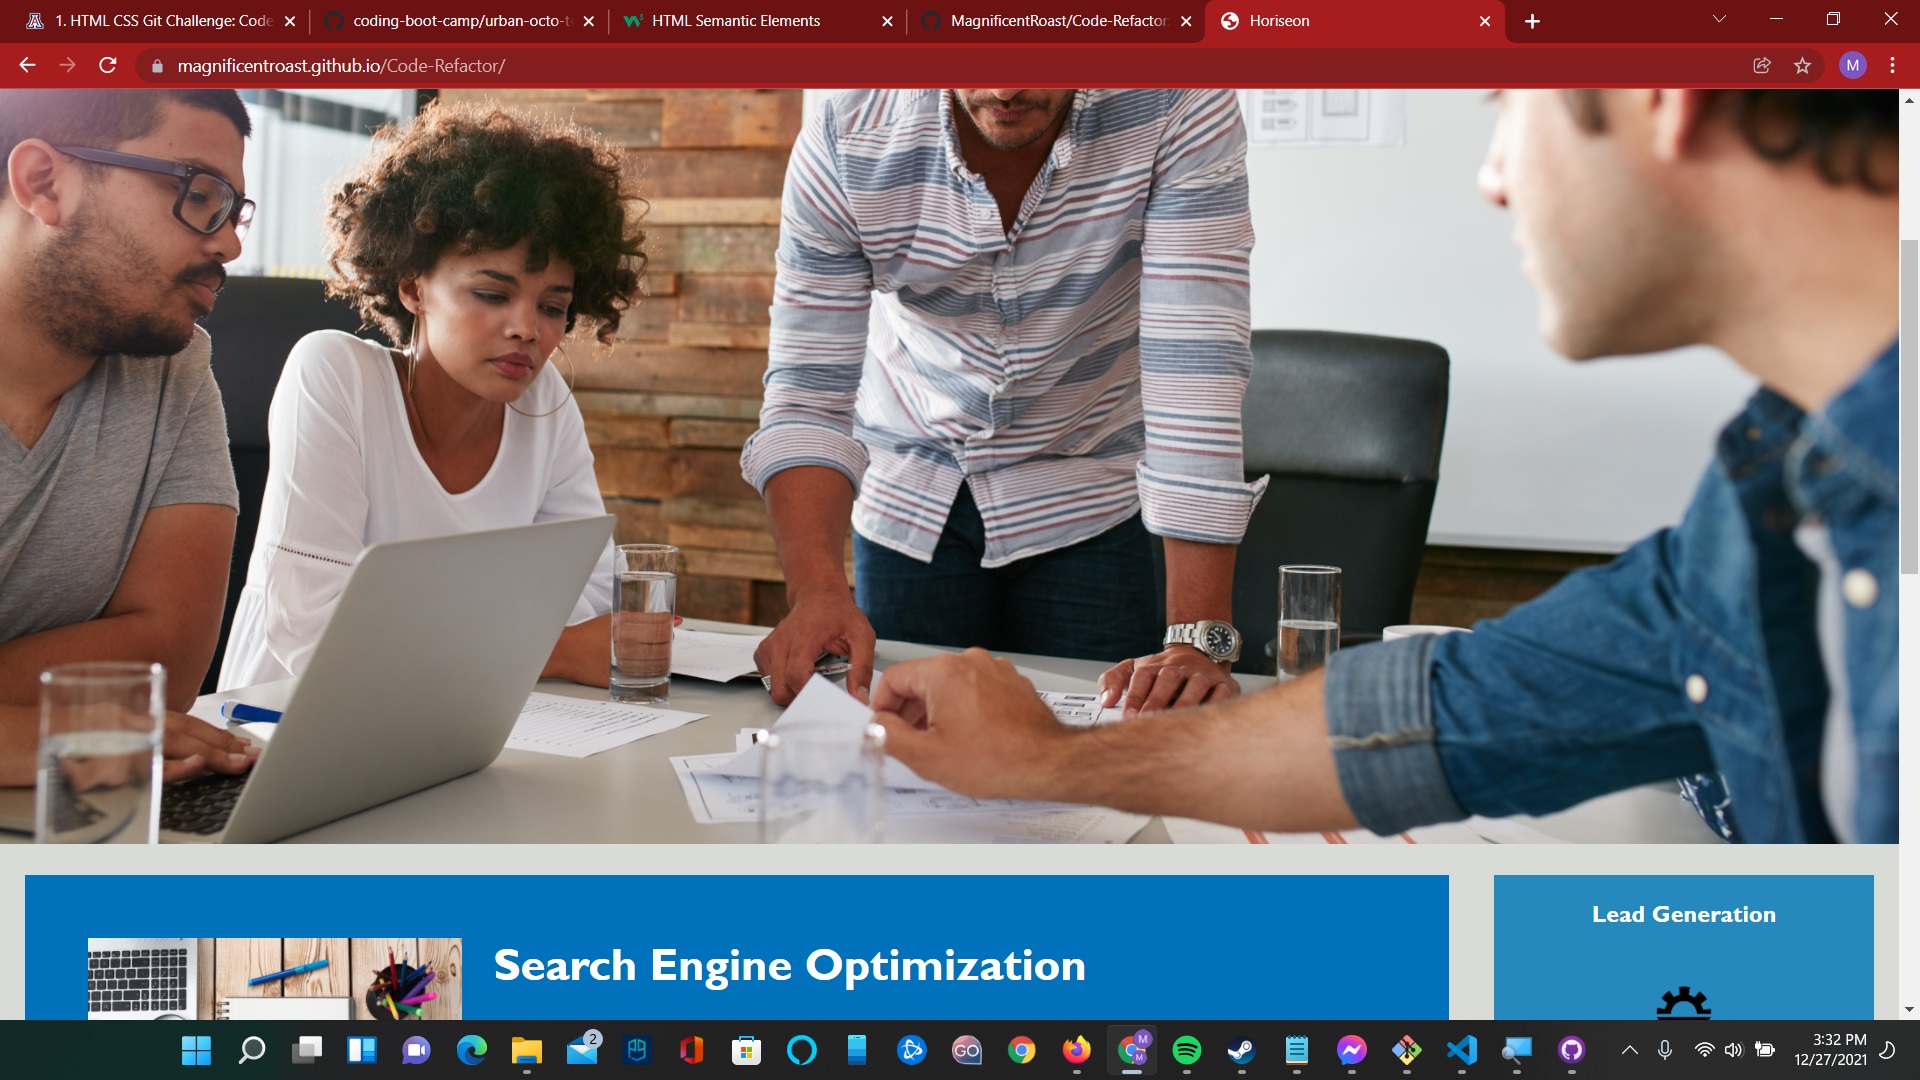 1. HTML CSS Git Challenge: Code
coding-boot-camp/urban-octo-t
HTML Semantic Elements
MagnificentRoast/Code-Refactor
Horiseon
magnificentroast.github.io/Code-Refactor/
M
Lead Generation
Search Engine Optimization
2
GO
M
M
3:32 PM
12/27/2021